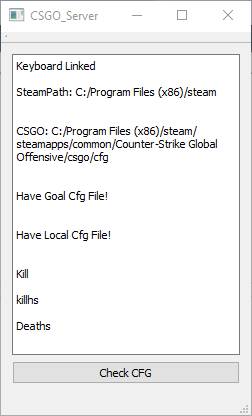 CSGO_Server
Keyboard Linked
SteamPath: C:/Program Files (x86)/steam
CSGO: C:/Program Files (x86)/steam/
steamapps/common/Counter-Strike Global
Offensive/csgo/cfg
Have Goal Cfg File!
Have Local Cfg File!
Kill
killhs
Deaths
Check CFG